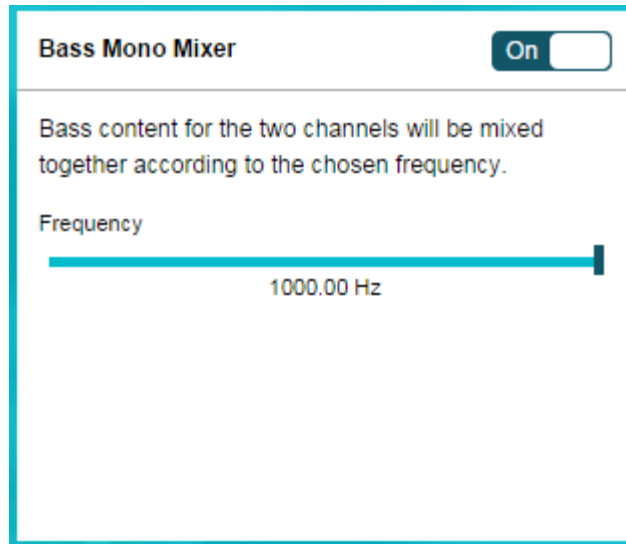 Bass Mono Mixer
On
Bass content for the two channels will be mixed
together according to the chosen frequency.
Frequency
1000.00 Hz